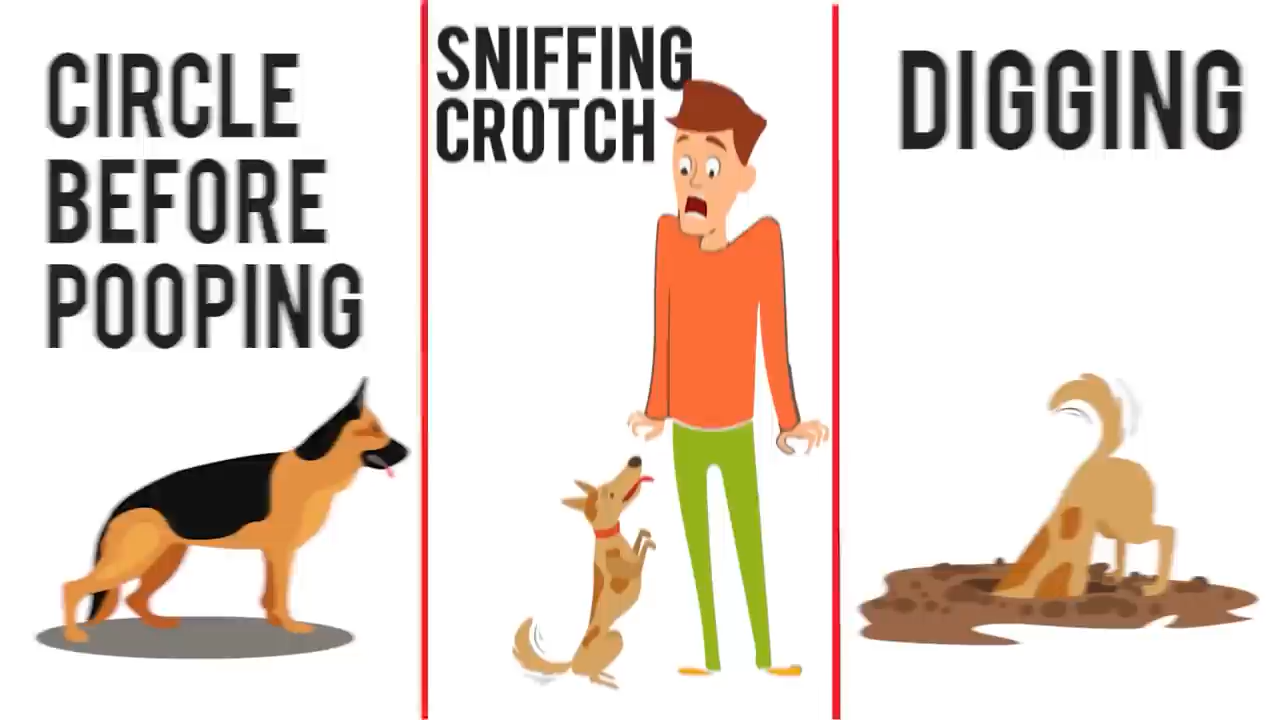 CIRCLE
BEFORE
POOPING
SNIFFING
CROTCH
DIGGING